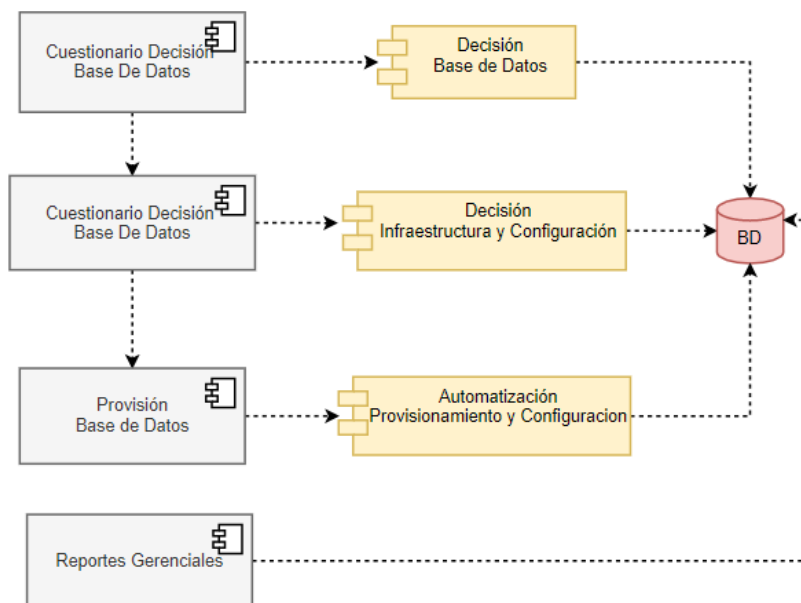 Cuestionario Decisión
Base De Datos
Decisión
Base de Datos
Cuestionario Decisión
Base De Datos
Decisión
Infraestructura y Configuración
BD
Provisión
Base de Datos
Automatización
Provisionamiento y Configuracion
Reportes Gerenciales